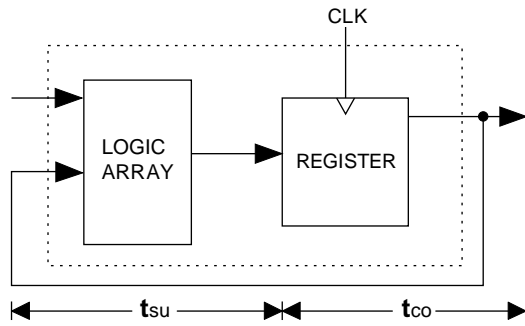 CLK
LOGIC
ARRAY
REGISTER
tsu
tco